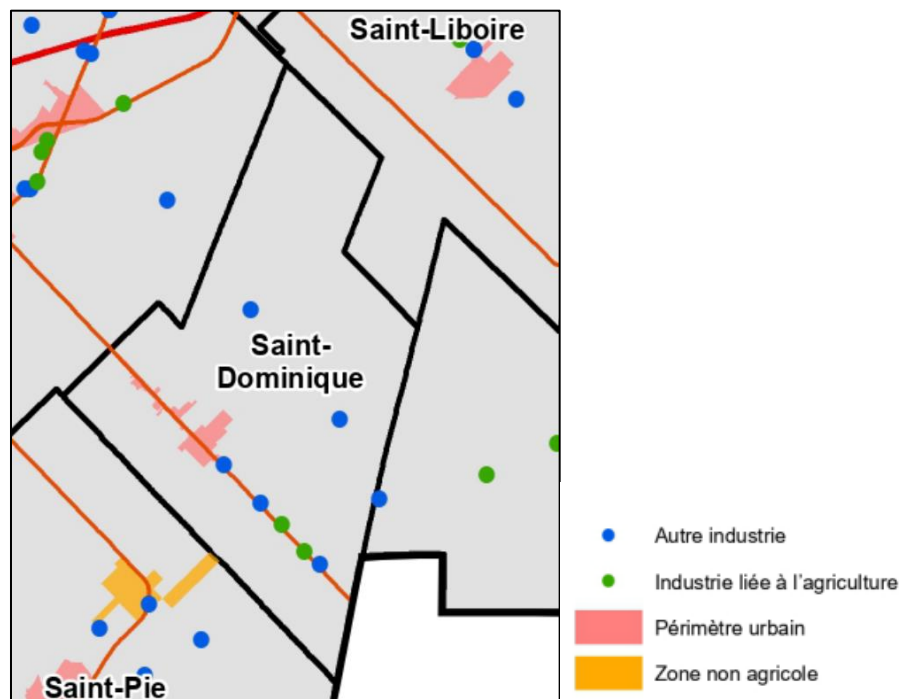 Saint-Liboire
Saint-
Dominique
Saint-Pie
Autre industrie
Industrie liée à l'agriculture
Périmètre urbain
Zone non agricole